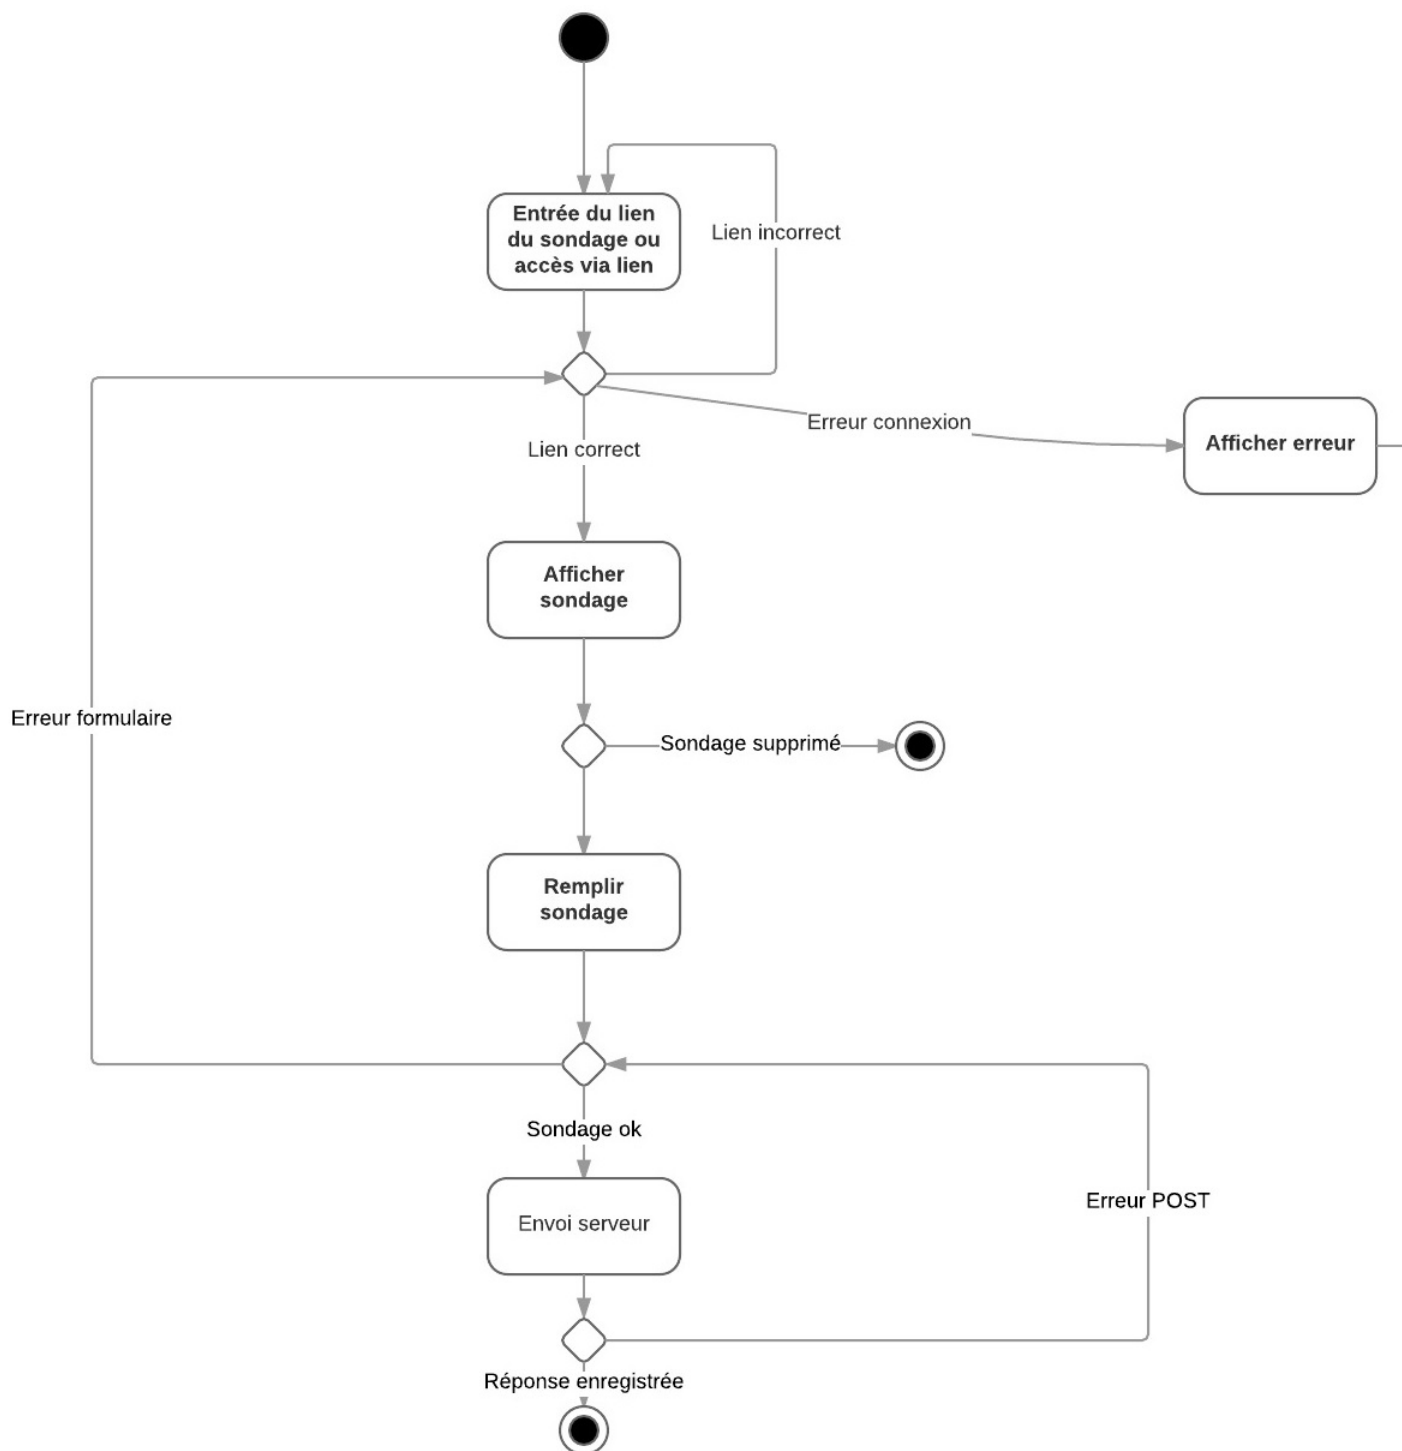 Entrée du lien
du sondage ou
accès via lien
Lien incorrect
Erreur connexion
Afficher erreur
Lien correct
Afficher
sondage
Erreur formulaire
Sondage supprimé
Remplir
sondage
Sondage ok
Erreur POST
Envoi serveur
Réponse enregistrée